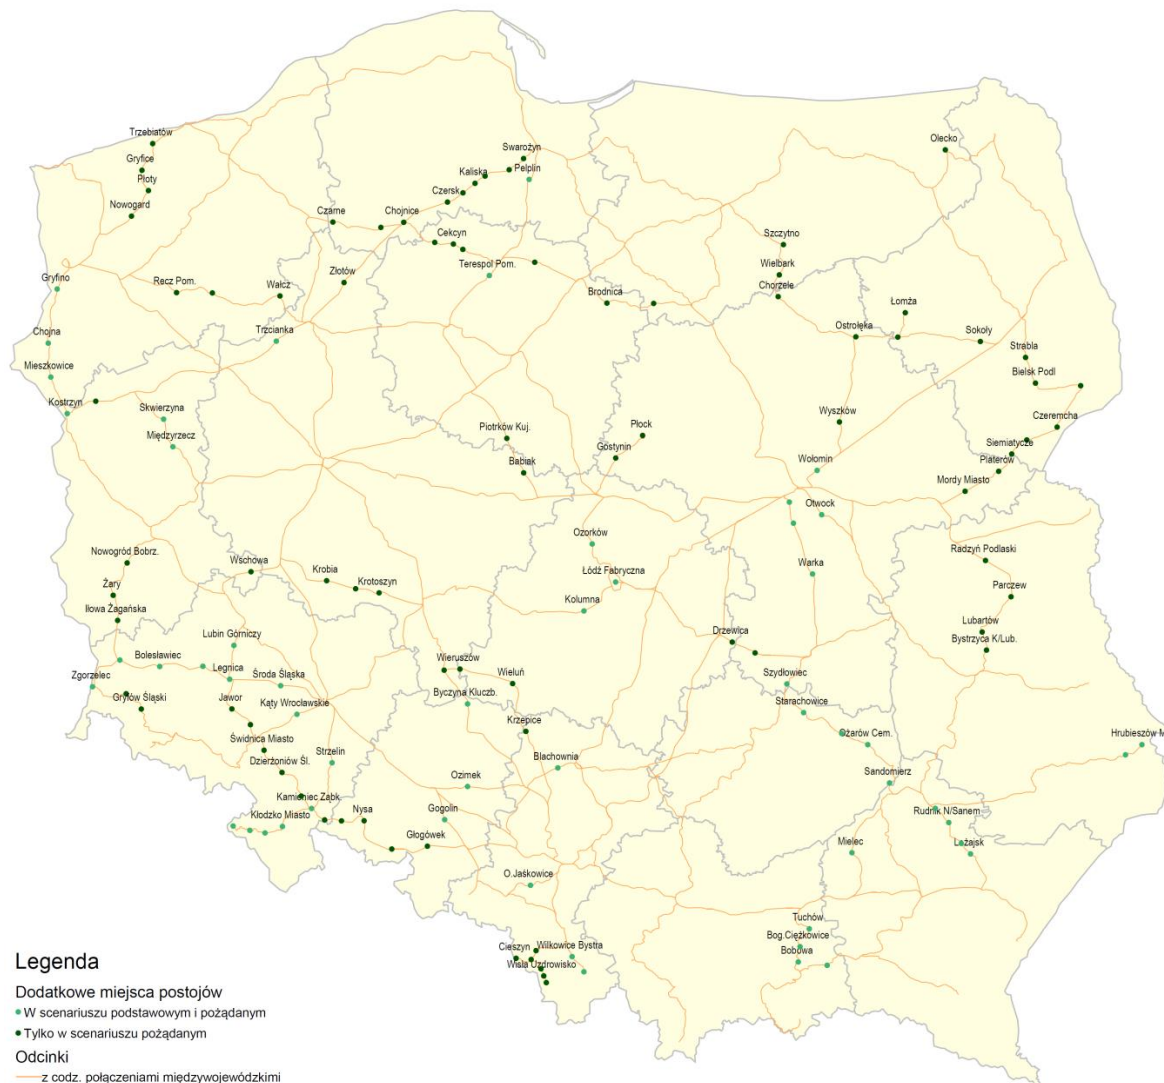 Trzebiatów
Gryfice
Płoty
Nowogard
Swarożyn
Kaliska
Pelplin
Czersk
Czarne
Chojnice
Olecko
Cekcyn
Szczytno
Terespol Pom.
Gryfino
Recz Pom.
Wałcz
Złotów
Wielbark
Chorzele
Brodnica
Łomża
Chojna
Trzcianka
Ostrołęka
Sokoły
Strabla
Mieszkowice
Bielsk Podl
Kostrzyn
Skwierzyna
Międzyrzecz
Piotrków Kuj.
Płock
Wyszków
Czeremcha
Gostynin
Babiak
Siemiatycze
Wołomin
Platerów
Mordy Miasto
Otwock
Ozorków
Nowogród Bobrz.
Wschowa
Radzyń Podlaski
Krobia
Łódź Fabryczna
Warka
Żary
Krotoszyn
Parczew
Iłowa Żagańska
Kolumna
Lubartów
Lubin Górniczy
Drzewica
Bystrzyca K/Lub.
Bolesławiec
Wieruszów
Zgorzelec
Legnica
Środa Śląska
Wieluń
Szydłowiec
Gryfów Śląski
Jawor
Byczyna Kluczb.
Kąty Wrocławskie
Starachowice
Krzepice
Świdnica Miasto
Ożarów Cem.
Hrubieszów M
Strzelin
Blachownia
Dzierżoniów Śl.
Ozimek
Sandomierz
Kamieniec Ząbk.
Nysa
Gogolin
Kłodzko Miasto
Rudnik N/Sanem
Głogówek
Mielec
Leżajsk
O.Jaśkowice
Tuchów
Bog.Ciężkowice
Cieszyn
Wilkowice Bystra
Bobowa
Wisła Uzdrowisko
Legenda
Dodatkowe miejsca postojów
W scenariuszu podstawowym i pożądanym
Tylko w scenariuszu pożądanym
Odcinki
z codz. połączeniami międzywojewódzkimi